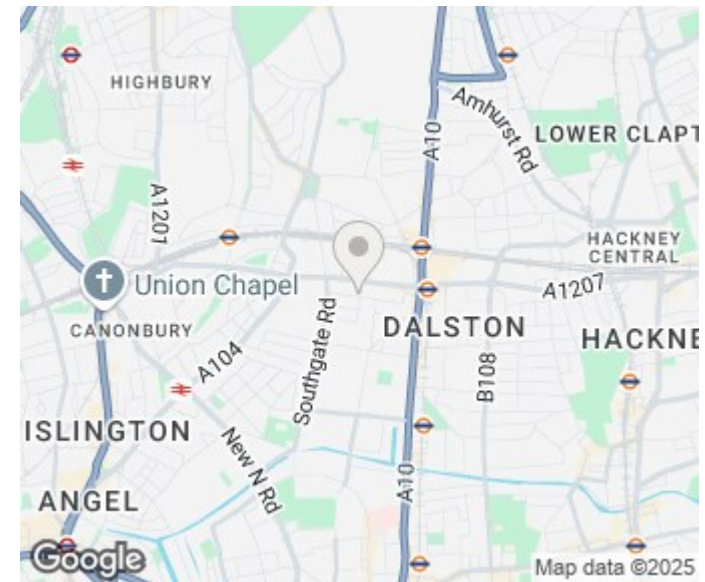 HIGHBURY
Amhurst Rd
A10
LOWER CLAPT
A1201
HACKNEY
CENTRAL
Union Chapel
A1207
CANONBURY
DALSTON
HACKNE
A104
Southgate Rd
B108
ISLINGTON
New N Rd
A10
ANGEL
Google
Map data ©2025